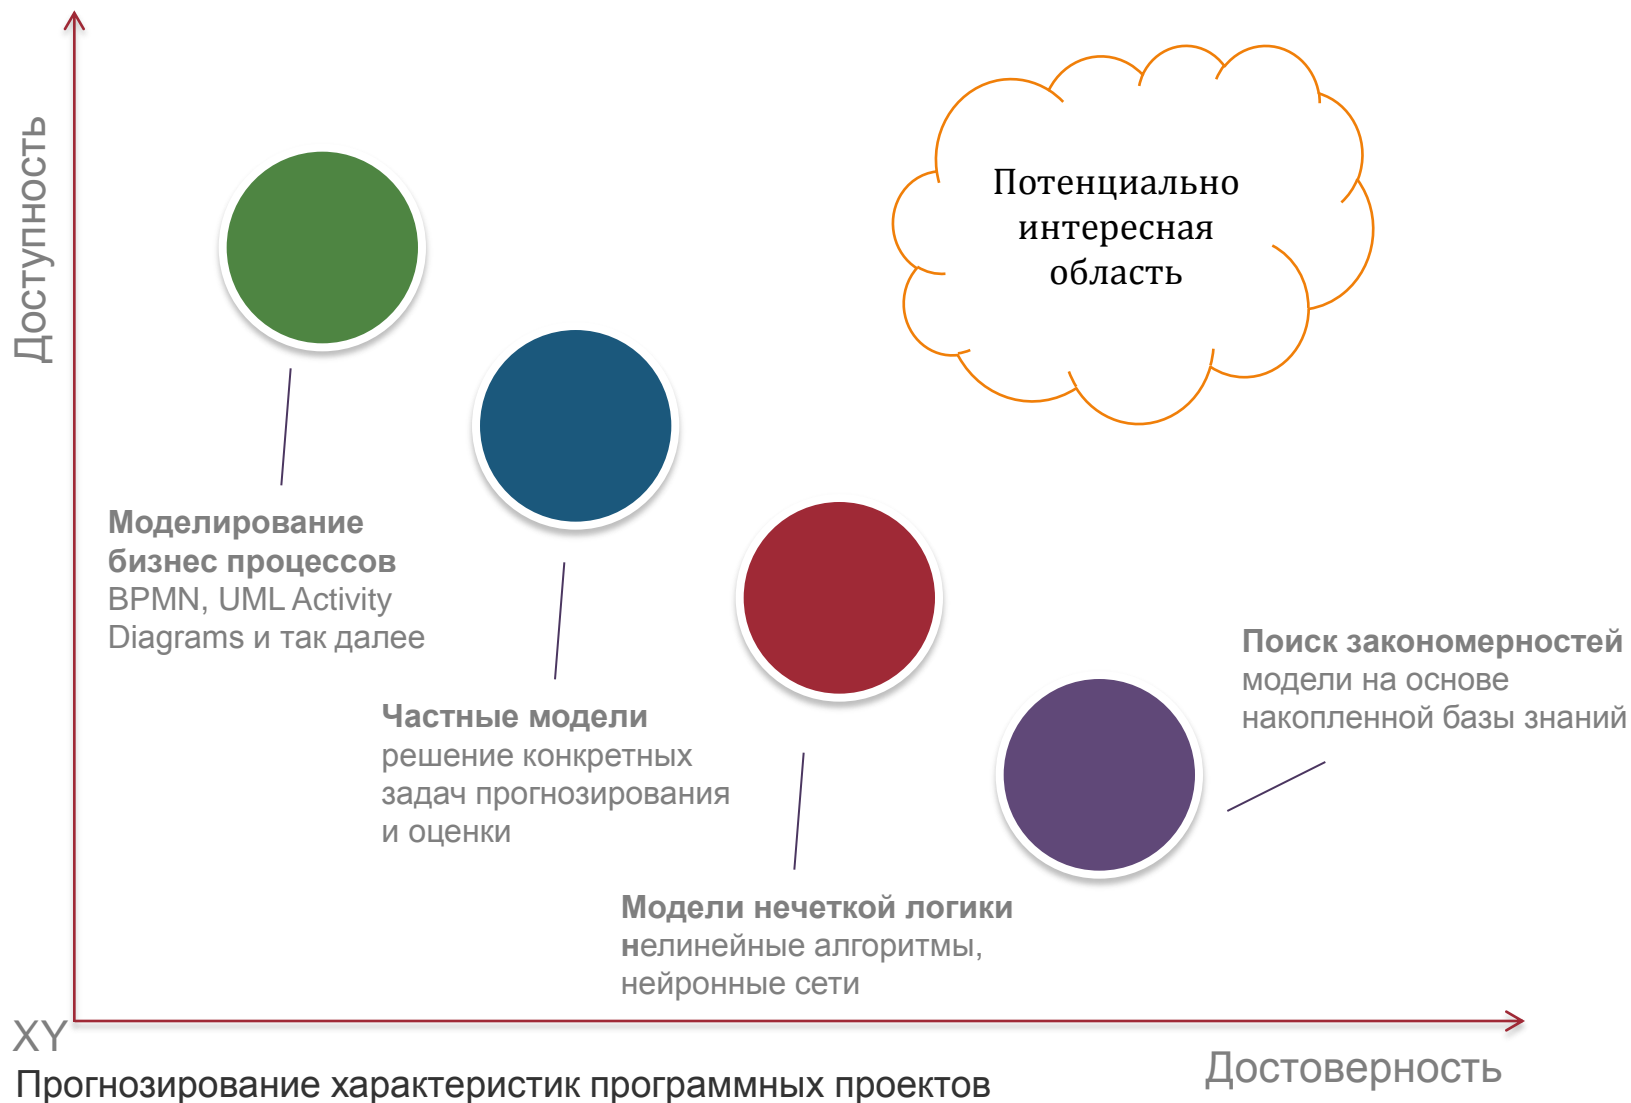 Доступность
Потенциально
интересная
область
Моделирование
бизнес процессов
BPMN, UML Activity
Diagrams и так далее
Частные модели
решение конкретных
задач прогнозирования
и оценки
Модели нечеткой логики
нелинейные алгоритмы,
нейронные сети
Поиск закономерностей
модели на основе
накопленной базы знаний
XY
Достоверность
Прогнозирование характеристик программных проектов